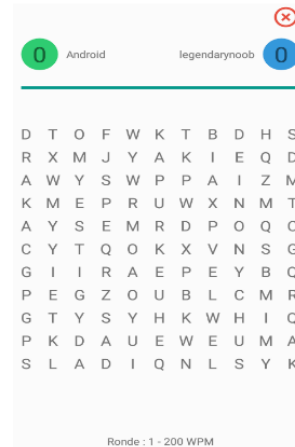 0 Android legendarynoob 0
D T O F W K T B D H S
R X M J Y A K I E Q D
A W Y S W P P A I Z M
K M E P R U W X N M T
A Y S E M R D P O Q C
C Y T Q O K X V N S G
G I I R A E P E Y B Q
P E G Z O U B L C M R
G T Y S Y H K W H I Q
P K D A U E W E U M A
S L A D I Q N L S Y K
Ronde : 1 - 200 WPM